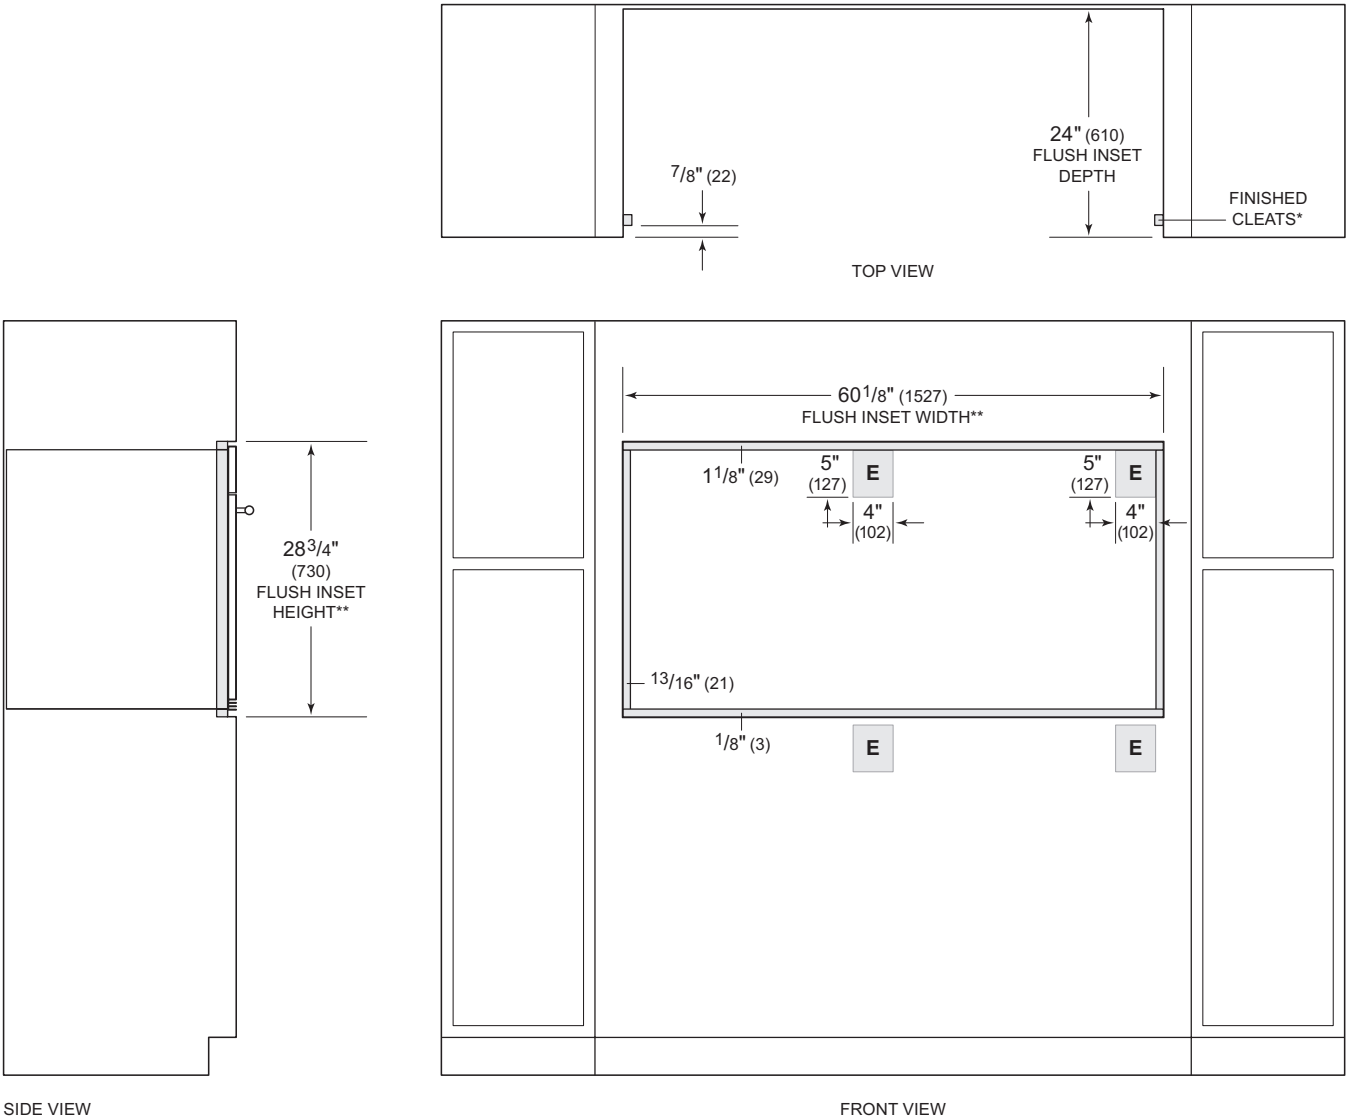 24" (610)
FLUSH INSET
DEPTH
7/8" (22)
FINISHED
CLEATS*
TOP VIEW
60 1/8" (1527)
FLUSH INSET WIDTH**
1 1/8" (29)
5"
(127)
E
4"
(102)
5"
(127)
E
4"
(102)
28 3/4"
(730)
FLUSH INSET
HEIGHT**
13/16" (21)
1/8" (3)
E
E
SIDE VIEW
FRONT VIEW